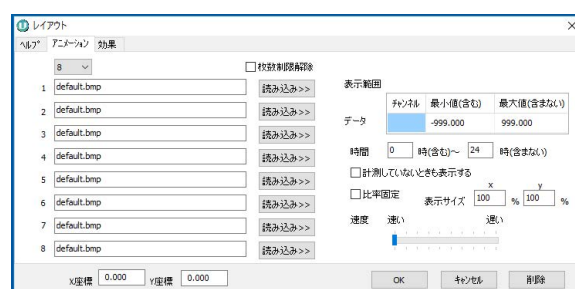 レイアウト
ヘルプ アニメーション 効果
8 枚数制限解除
1 default.bmp 読み込み>>
2 default.bmp 読み込み>>
3 default.bmp 読み込み>>
4 default.bmp 読み込み>>
5 default.bmp 読み込み>>
6 default.bmp 読み込み>>
7 default.bmp 読み込み>>
8 default.bmp 読み込み>>
表示範囲
チャンネル 最小値(含む) 最大値(含まない)
データ -999.000 999.000
時間 0 時(含む)~ 24 時(含まない)
計測していないときも表示する
x y
比率固定 表示サイズ 100 % 100 %
速度 速い 遅い
X座標 0.000 Y座標 0.000 OK キャンセル 削除